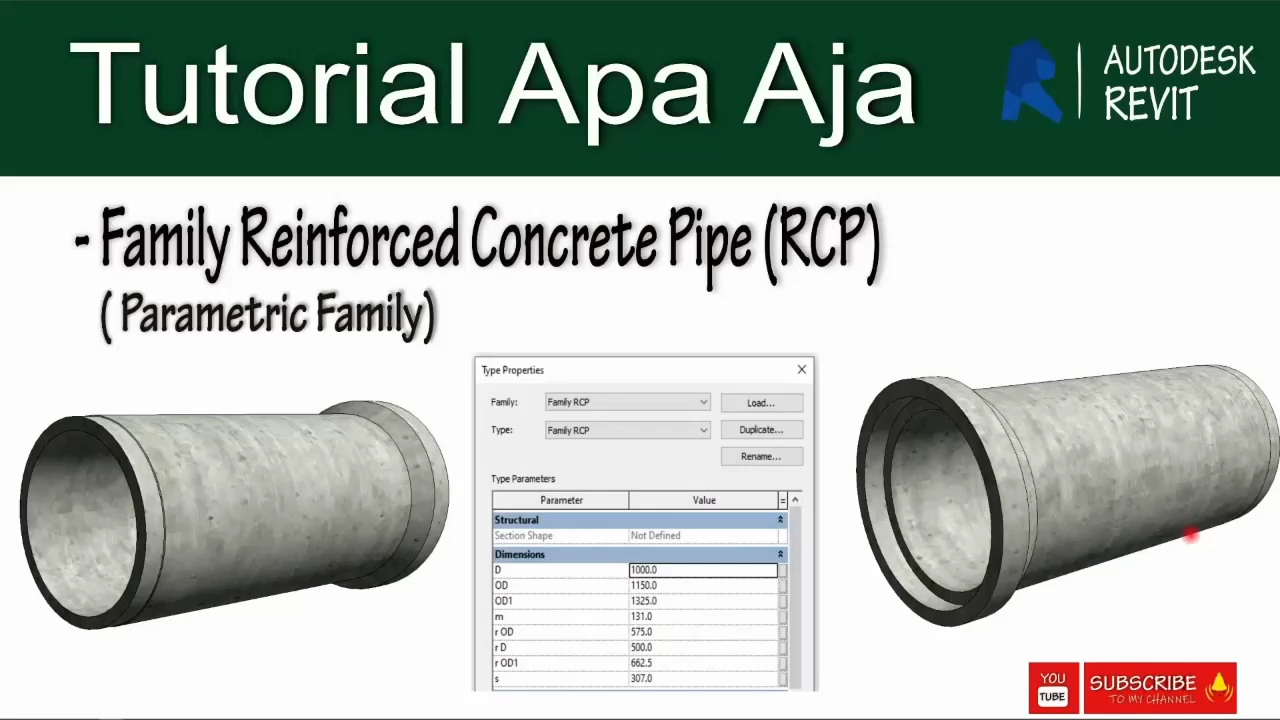 Tutorial Apa Aja
AUTODESK
REVIT
- Family Reinforced Concrete Pipe (RCP)
( Parametric Family)
Type Properties
Family: Family RCP Load...
Type: Family RCP Duplicate...
Rename...
Type Parameters
Parameter Value =
Structural
Section Shape Not Defined
Dimensions
D 1000.0
OD 1150.0
OD1 1325.0
m 131.0
r OD 575.0
r D 500.0
r OD1 662.5
s 307.0
YOU
TUBE
SUBSCRIBE
TO MY CHANNEL